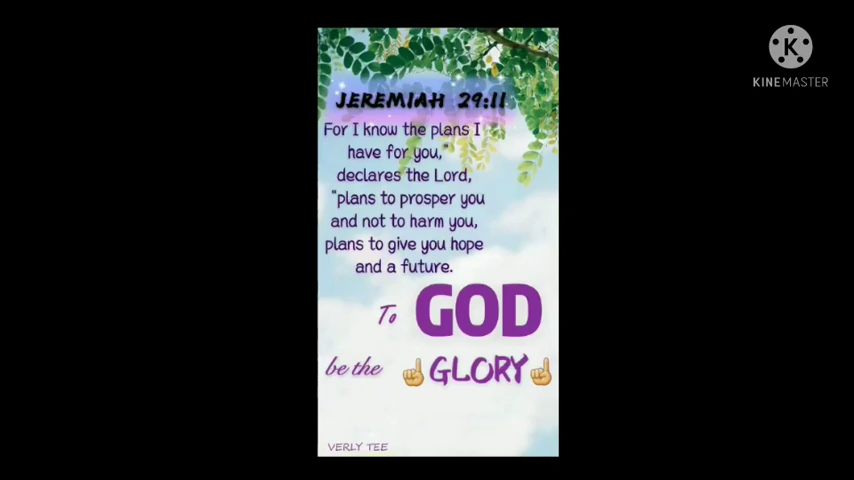 JEREMIAH 29:11
For I know the plans I
have for you,"
declares the Lord,
"plans to prosper you
and not to harm you,
plans to give you hope
and a future.
To GOD
be the ☝GLORY☝
VERLY TEE
K
KINEMASTER